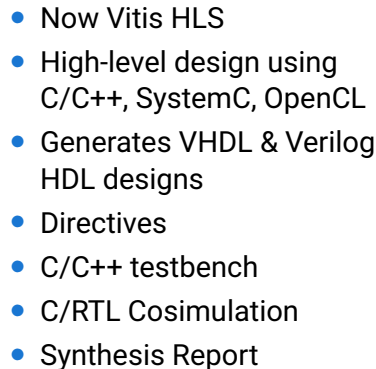 • Now Vitis HLS
• High-level design using
C/C++, SystemC, OpenCL
• Generates VHDL & Verilog
HDL designs
• Directives
• C/C++ testbench
• C/RTL Cosimulation
• Synthesis Report